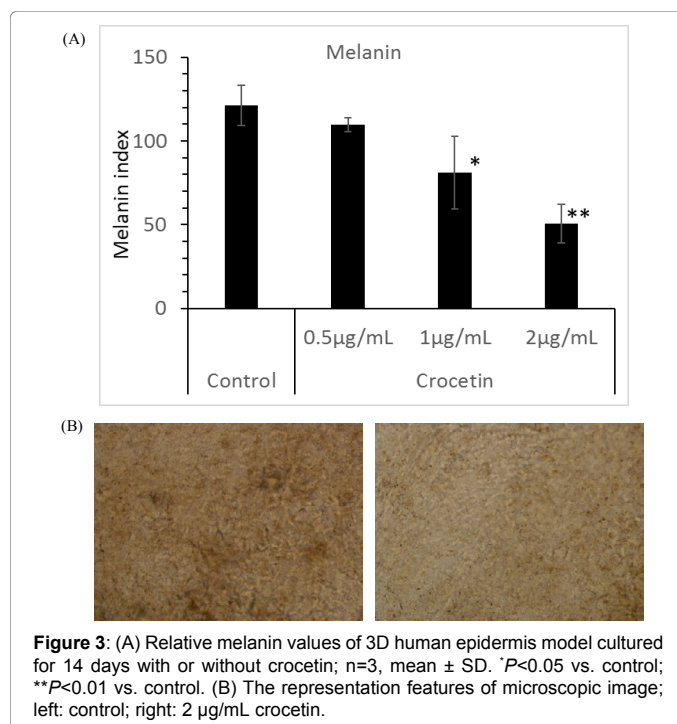 (A)
Melanin
150
100
50
0
Melanin index
*
**
0.5µg/mL 1µg/mL 2µg/mL
Control Crocetin
(B)
Figure 3: (A) Relative melanin values of 3D human epidermis model cultured
for 14 days with or without crocetin; n=3, mean ± SD. *P<0.05 vs. control;
**P<0.01 vs. control. (B) The representation features of microscopic image;
left: control; right: 2 µg/mL crocetin.